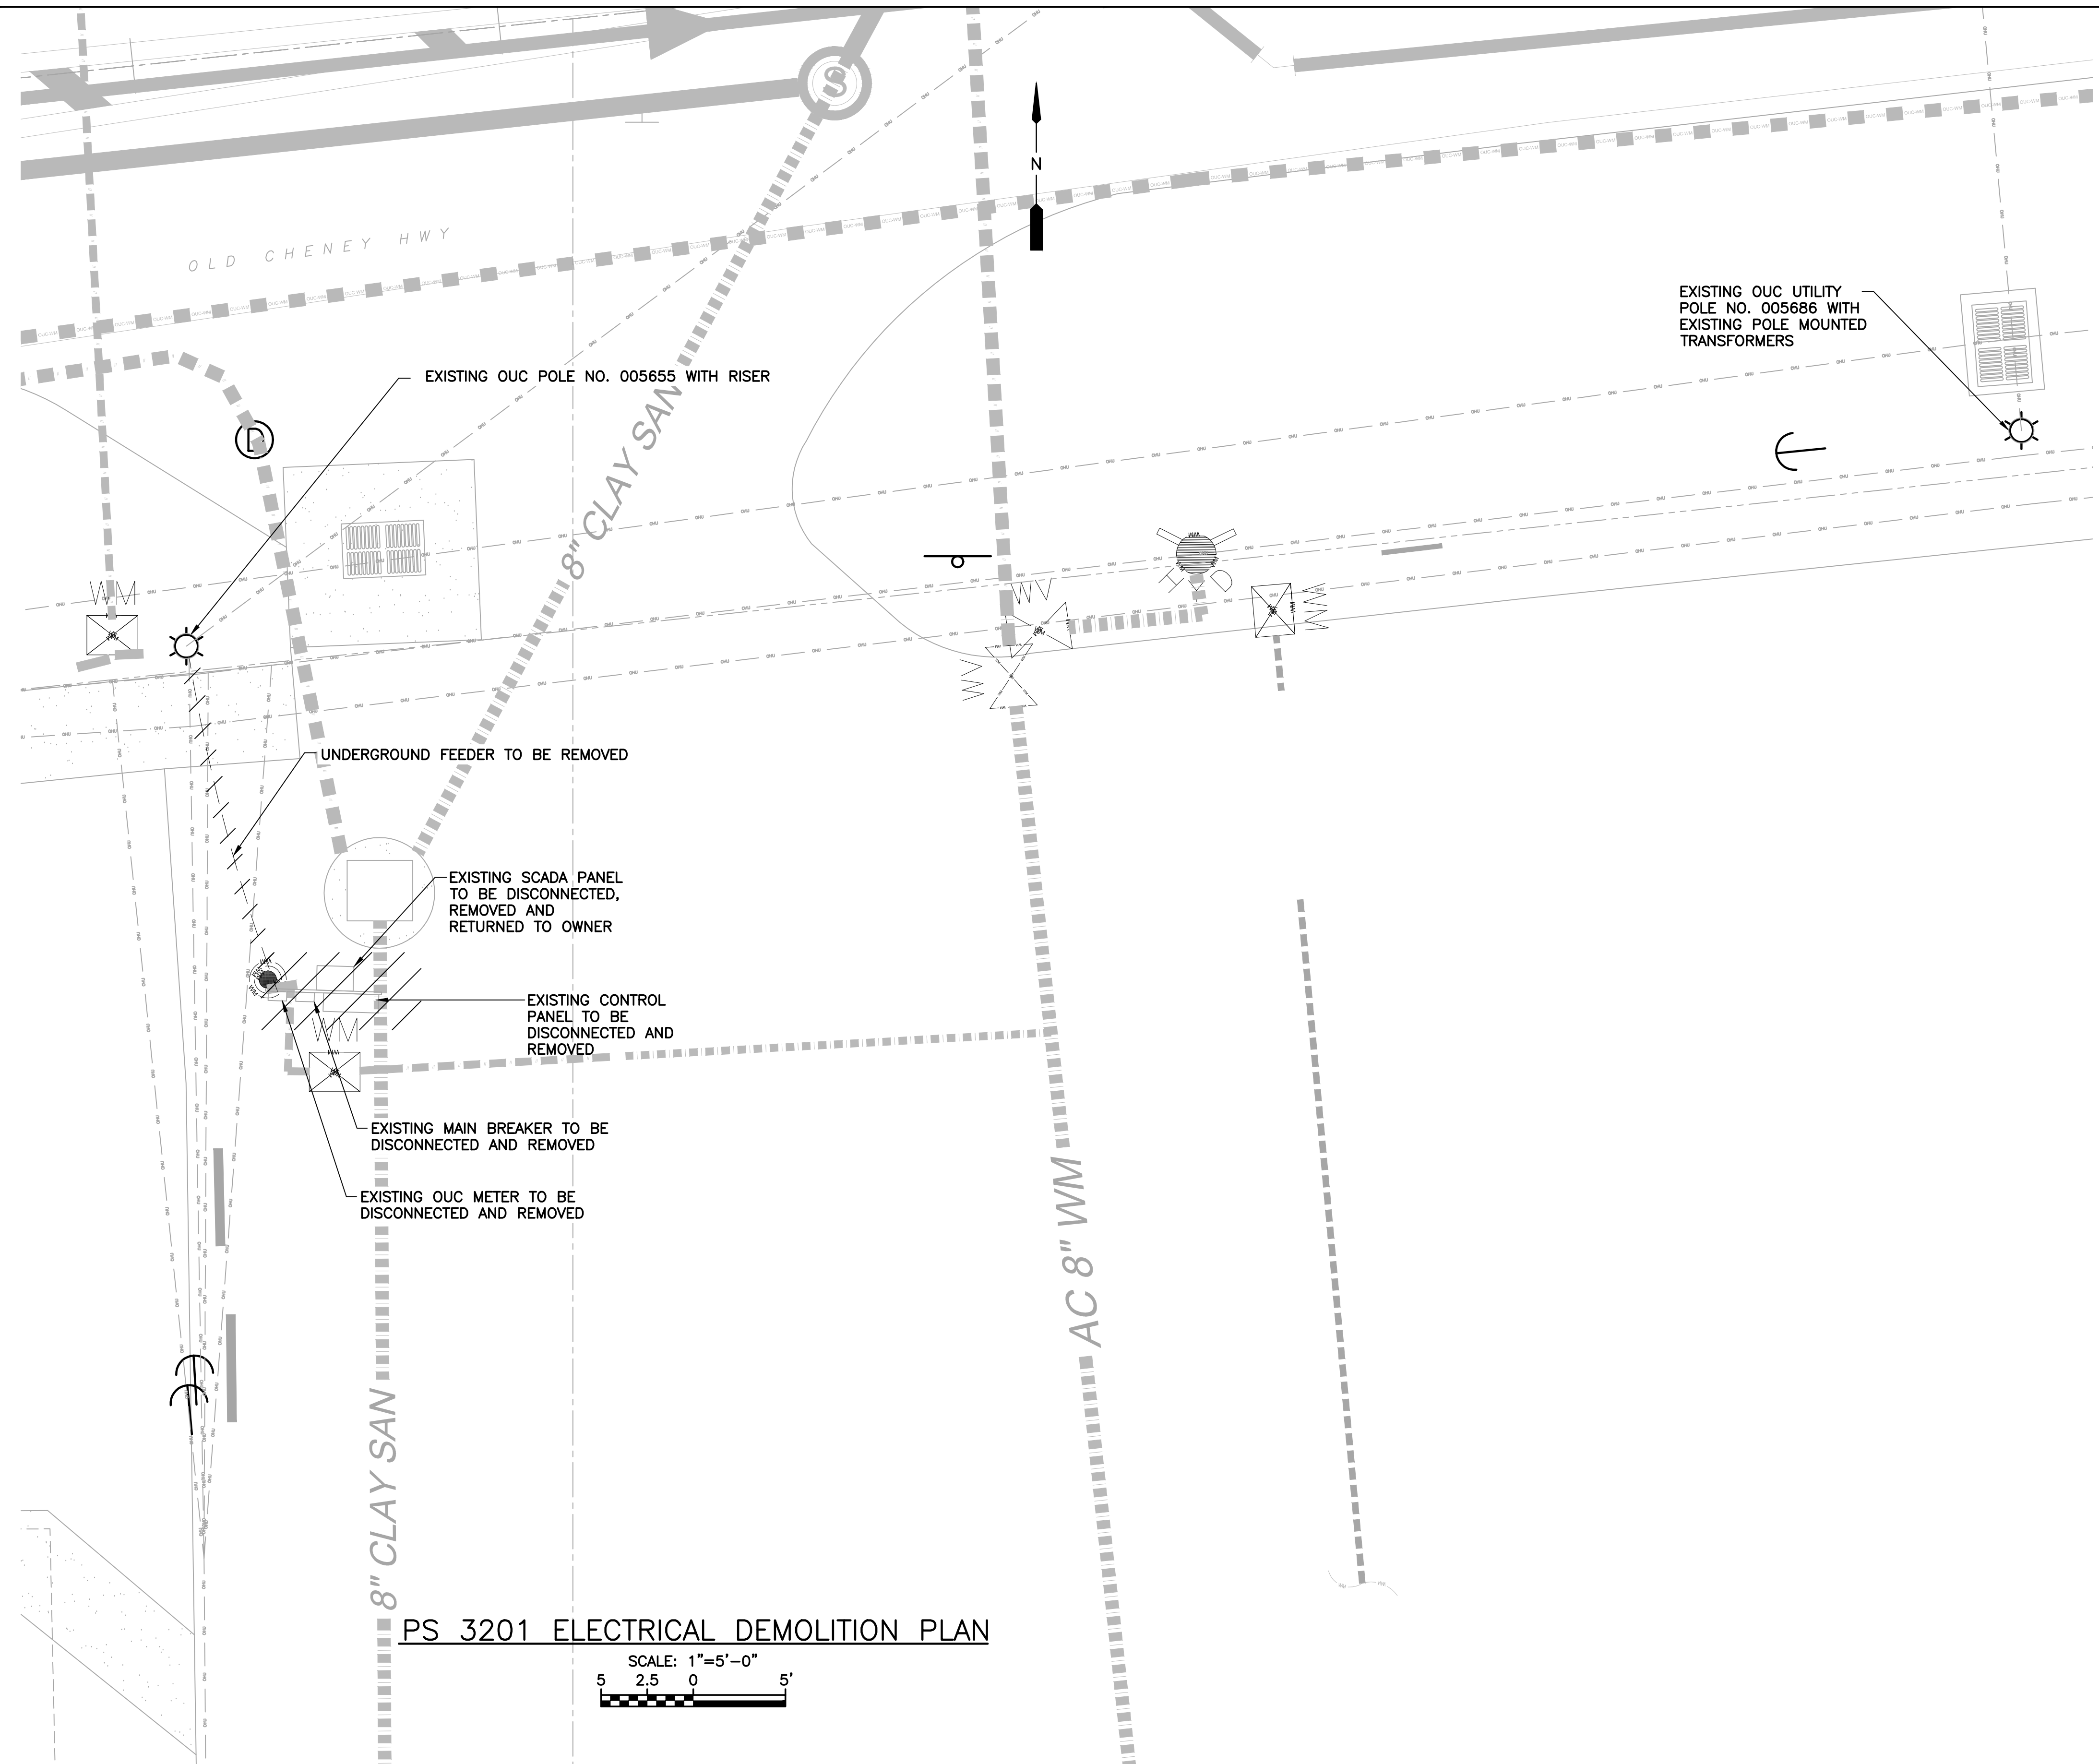 S
N
OLD CHENEY HWY
EXISTING OUC UTILITY
POLE NO. 005686 WITH
EXISTING POLE MOUNTED
TRANSFORMERS
EXISTING OUC POLE NO. 005655 WITH RISER
D
8" CLAY SAN
WM
WV
HYD
WM
WV
UNDERGROUND FEEDER TO BE REMOVED
EXISTING SCADA PANEL
TO BE DISCONNECTED,
REMOVED AND
RETURNED TO OWNER
EXISTING CONTROL
PANEL TO BE
DISCONNECTED AND
REMOVED
WM
EXISTING MAIN BREAKER TO BE
DISCONNECTED AND REMOVED
EXISTING OUC METER TO BE
DISCONNECTED AND REMOVED
AC 8" WM
8" CLAY SAN
PS 3201 ELECTRICAL DEMOLITION PLAN
SCALE: 1"=5'-0"
5 2.5 0 5'